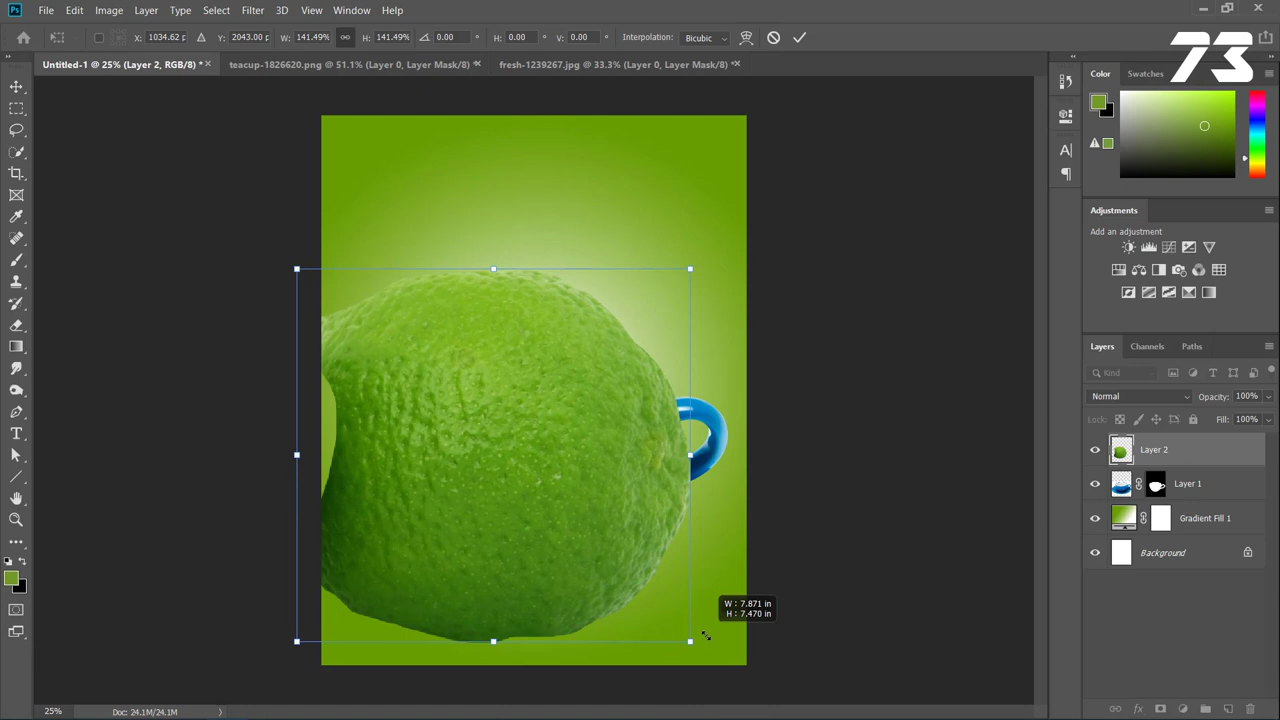 Ps File Edit Image Layer Type Select Filter 3D View Window Help
X: 1034.62 p Y: 2043.00 p W: 141.49% H: 141.49% 0.00 ° H: 0.00 ° V: 0.00 ° Interpolation: Bicubic
73
Untitled-1 @ 25% (Layer 2, RGB/8) * × teacup-1826620.png @ 51.1% (Layer 0, Layer Mask/8) * × fresh-1239267.jpg @ 33.3% (Layer 0, Layer Mask/8) * ×
Color Swatches
Adjustments
Add an adjustment
Layers Channels Paths
Kind
Normal Opacity: 100%
Lock: Fill: 100%
Layer 2
Layer 1
Gradient Fill 1
Background
W: 7.871 in
H: 7.470 in
25% Doc: 24.1M/24.1M